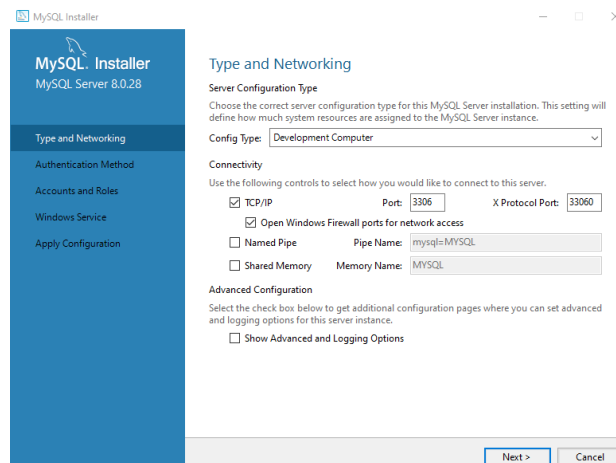 MySQL Installer
MySQL. Installer
MySQL Server 8.0.28
Type and Networking
Authentication Method
Accounts and Roles
Windows Service
Apply Configuration
Type and Networking
Server Configuration Type
Choose the correct server configuration type for this MySQL Server installation. This setting will
define how much system resources are assigned to the MySQL Server instance.
Config Type: Development Computer
Connectivity
Use the following controls to select how you would like to connect to this server.
TCP/IP Port: 3306 X Protocol Port: 33060
Open Windows Firewall ports for network access
Named Pipe Pipe Name: mysql=MYSQL
Shared Memory Memory Name: MYSQL
Advanced Configuration
Select the check box below to get additional configuration pages where you can set advanced
and logging options for this server instance.
Show Advanced and Logging Options
Next > Cancel